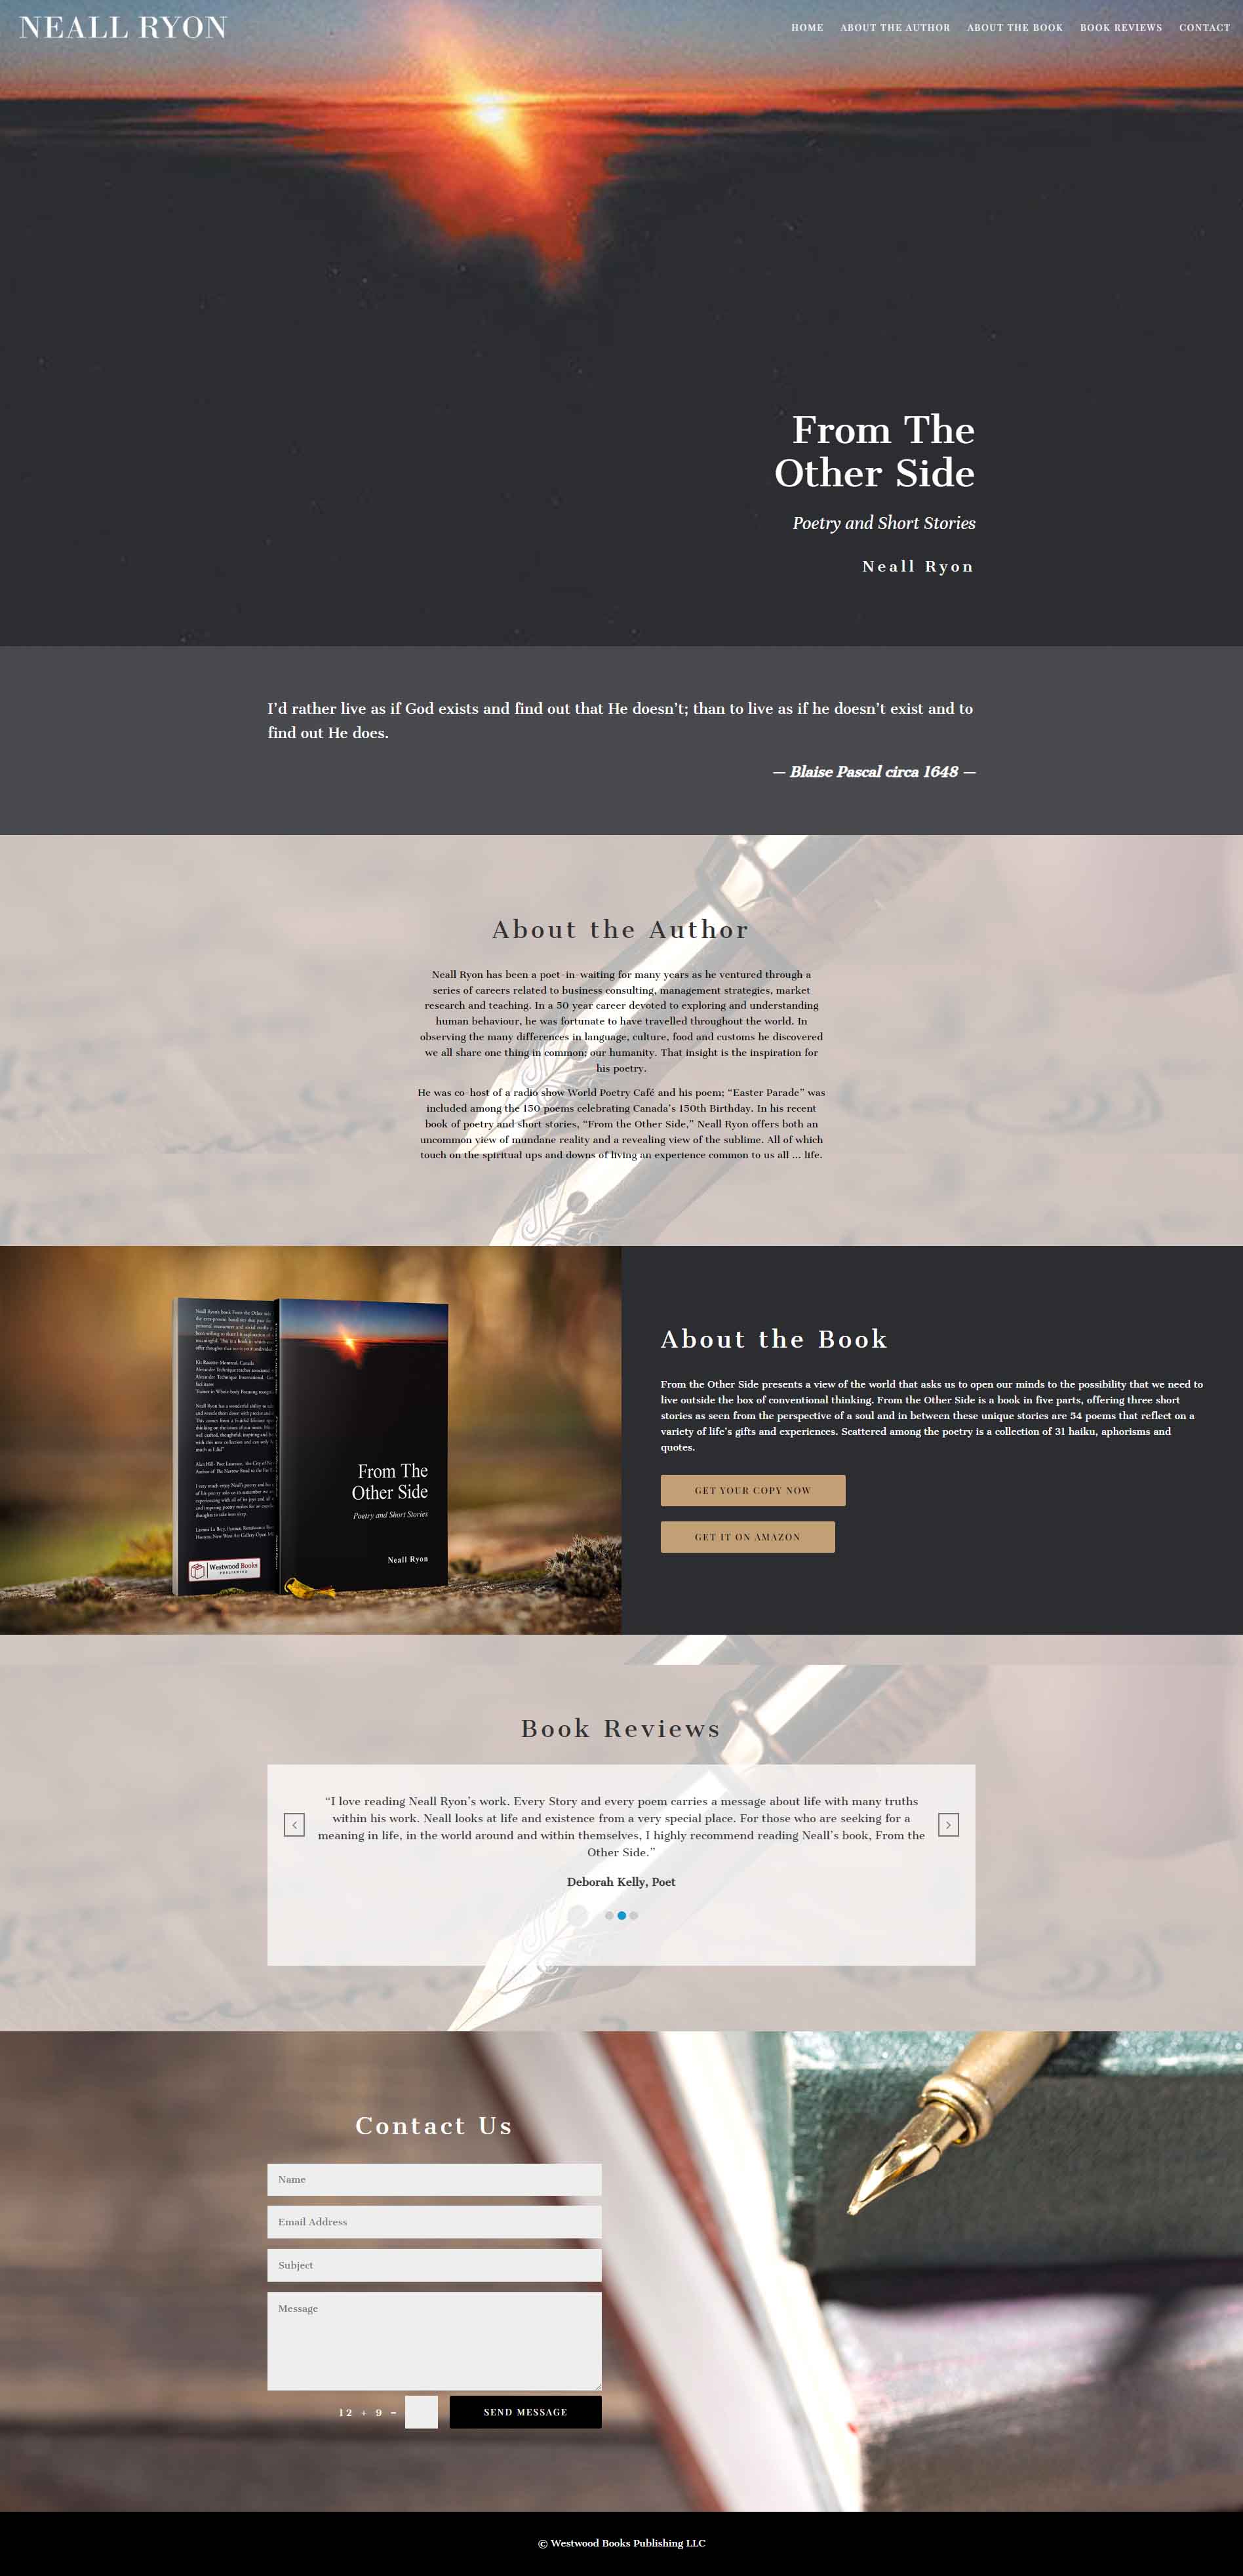 NEALL RYON
HOME ABOUT THE AUTHOR ABOUT THE BOOK BOOK REVIEWS CONTACT
From The
Other Side
Poetry and Short Stories
Neall Ryon
I'd rather live as if God exists and find out that He doesn't; than to live as if he doesn't exist and to
find out He does.
— Blaise Pascal circa 1648 —
About the Author
Neall Ryon has been a poet-in-waiting for many years as he ventured through a
series of careers related to business consulting, management strategies, market
research and teaching. In a 50 year career devoted to exploring and understanding
human behaviour, he was fortunate to have travelled throughout the world. In
observing the many differences in language, culture, food and customs he discovered
we all share one thing in common; our humanity. That insight is the inspiration for
his poetry.
He was co-host of a radio show World Poetry Café and his poem; “Easter Parade” was
included among the 150 poems celebrating Canada’s 150th Birthday. In his recent
book of poetry and short stories, “From the Other Side,” Neall Ryon offers both an
uncommon view of mundane reality and a revealing view of the sublime. All of which
touch on the spiritual ups and downs of living an experience common to us all … life.
From The
Other Side
Poetry and Short Stories
Neall Ryon
Westwood Books
PUBLISHING
About the Book
From the Other Side presents a view of the world that asks us to open our minds to the possibility that we need to
live outside the box of conventional thinking. From the Other Side is a book in five parts, offering three short
stories as seen from the perspective of a soul and in between these unique stories are 54 poems that reflect on a
variety of life’s gifts and experiences. Scattered among the poetry is a collection of 31 haiku, aphorisms and
quotes.
GET YOUR COPY NOW
GET IT ON AMAZON
Book Reviews
“I love reading Neall Ryon’s work. Every Story and every poem carries a message about life with many truths
within his work. Neall looks at life and existence from a very special place. For those who are seeking for a
meaning in life, in the world around and within themselves, I highly recommend reading Neall’s book, From the
Other Side.”
Deborah Kelly, Poet
Contact Us
Name
Email Address
Subject
Message
12 + 9 =
SEND MESSAGE
© Westwood Books Publishing LLC